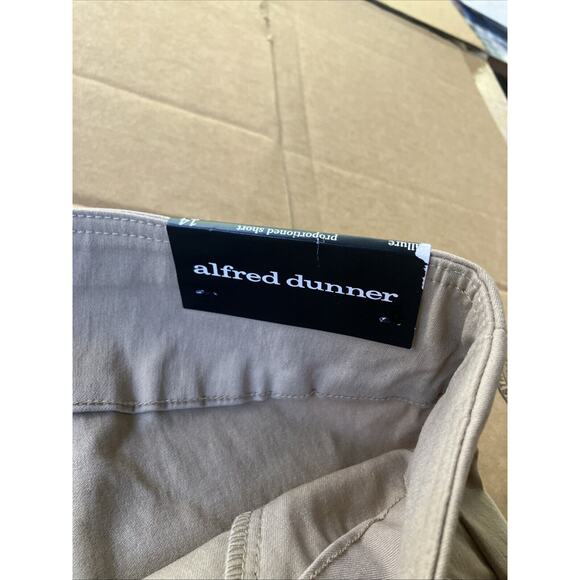 allure
proportioned short
14
alfred dunner